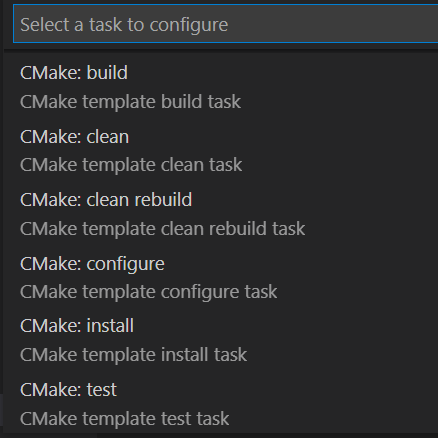 Select a task to configure
CMake: build
CMake template build task
CMake: clean
CMake template clean task
CMake: clean rebuild
CMake template clean rebuild task
CMake: configure
CMake template configure task
CMake: install
CMake template install task
CMake: test
CMake template test task